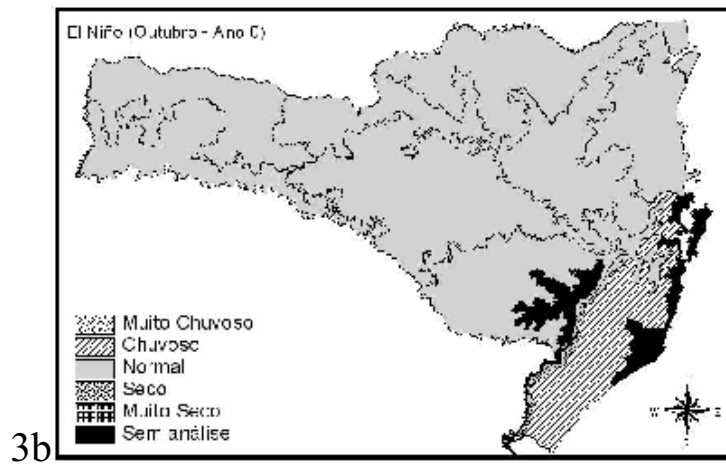 El Niño (Outubro - Ano 0)
Muito Chuvoso
Chuvoso
Normal
Seco
Muito Seco
Sem análise
W E
3b